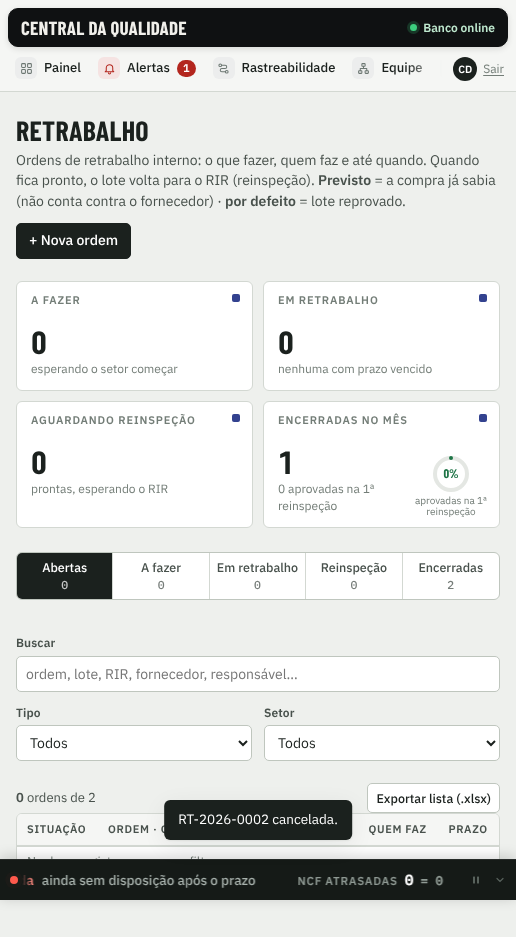 CENTRAL DA QUALIDADE
Banco online
Painel
Alertas 1
Rastreabilidade
Equipe
CD Sair
RETRABALHO
Ordens de retrabalho interno: o que fazer, quem faz e até quando. Quando
fica pronto, o lote volta para o RIR (reinspeção). Previsto = a compra já sabia
(não conta contra o fornecedor) · por defeito = lote reprovado.
+ Nova ordem
A FAZER
0
esperando o setor começar
EM RETRABALHO
0
nenhuma com prazo vencido
AGUARDANDO REINSPEÇÃO
0
prontas, esperando o RIR
ENCERRADAS NO MÊS
1
0 aprovadas na 1ª
reinspeção
0%
aprovadas na 1ª
reinspeção
Abertas
0
A fazer
0
Em retrabalho
0
Reinspeção
0
Encerradas
2
Buscar
ordem, lote, RIR, fornecedor, responsável...
Tipo
Todos
Setor
Todos
0 ordens de 2
Exportar lista (.xlsx)
SITUAÇÃO
ORDEM ·
QUEM FAZ
PRAZO
RT-2026-0002 cancelada.
ainda sem disposição após o prazo
NCF ATRASADAS 0 = 0